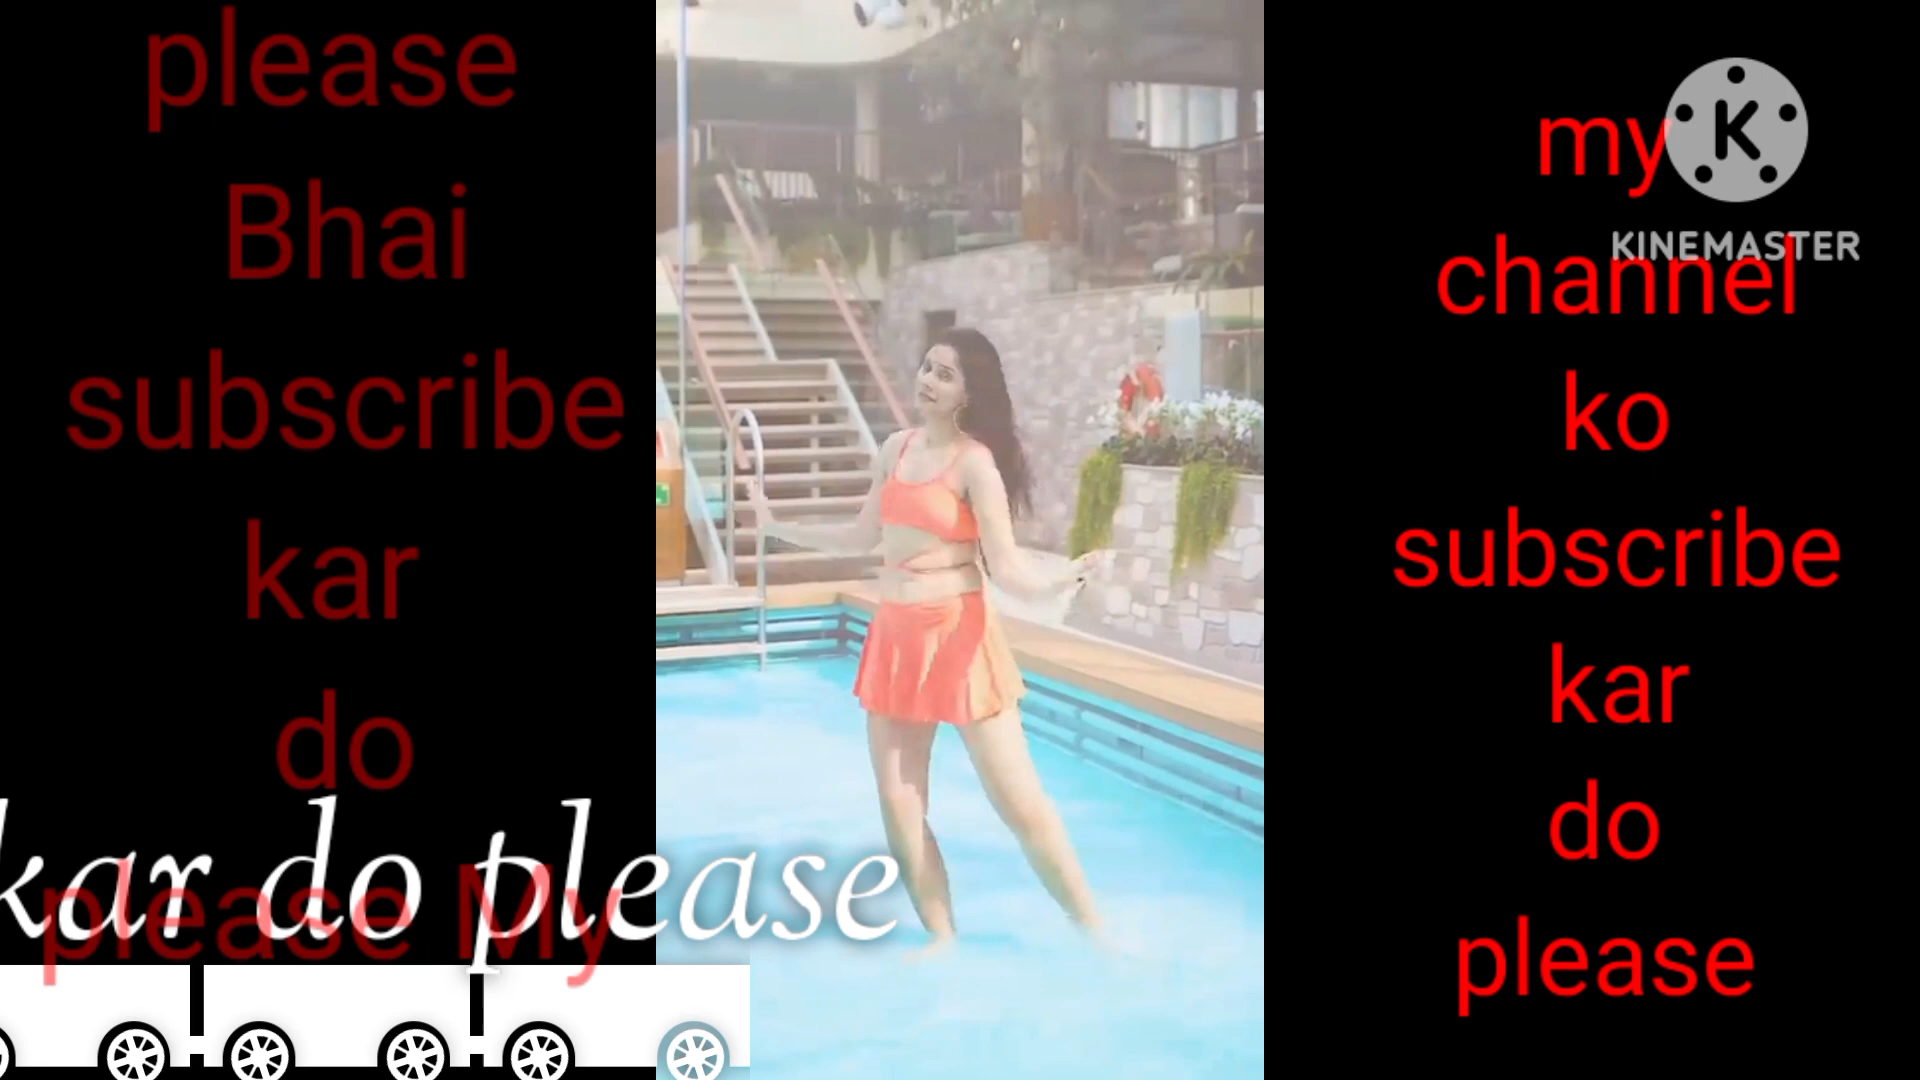 please
Bhai
subscribe
kar
do
please My
kar do please
my
channel
ko
subscribe
kar
do
please
K
KINEMASTER